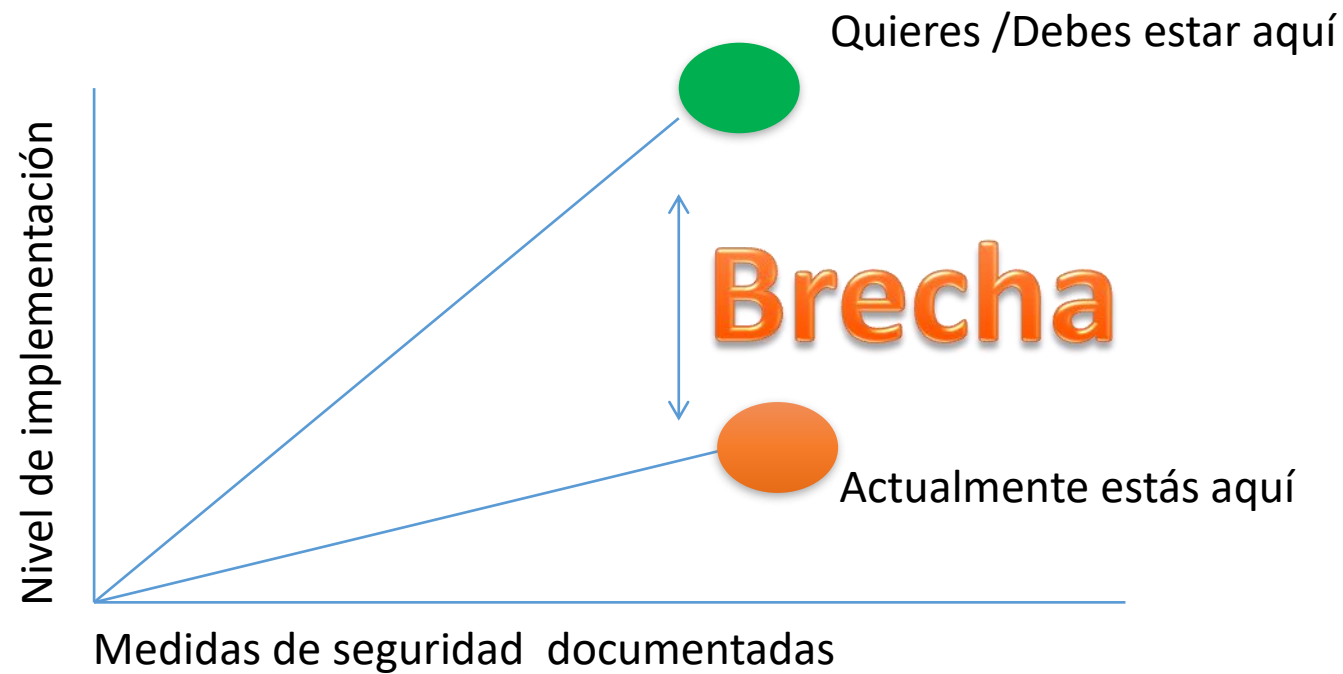 Quieres /Debes estar aquí
Nivel de implementación
Brecha
Actualmente estás aquí
Medidas de seguridad  documentadas